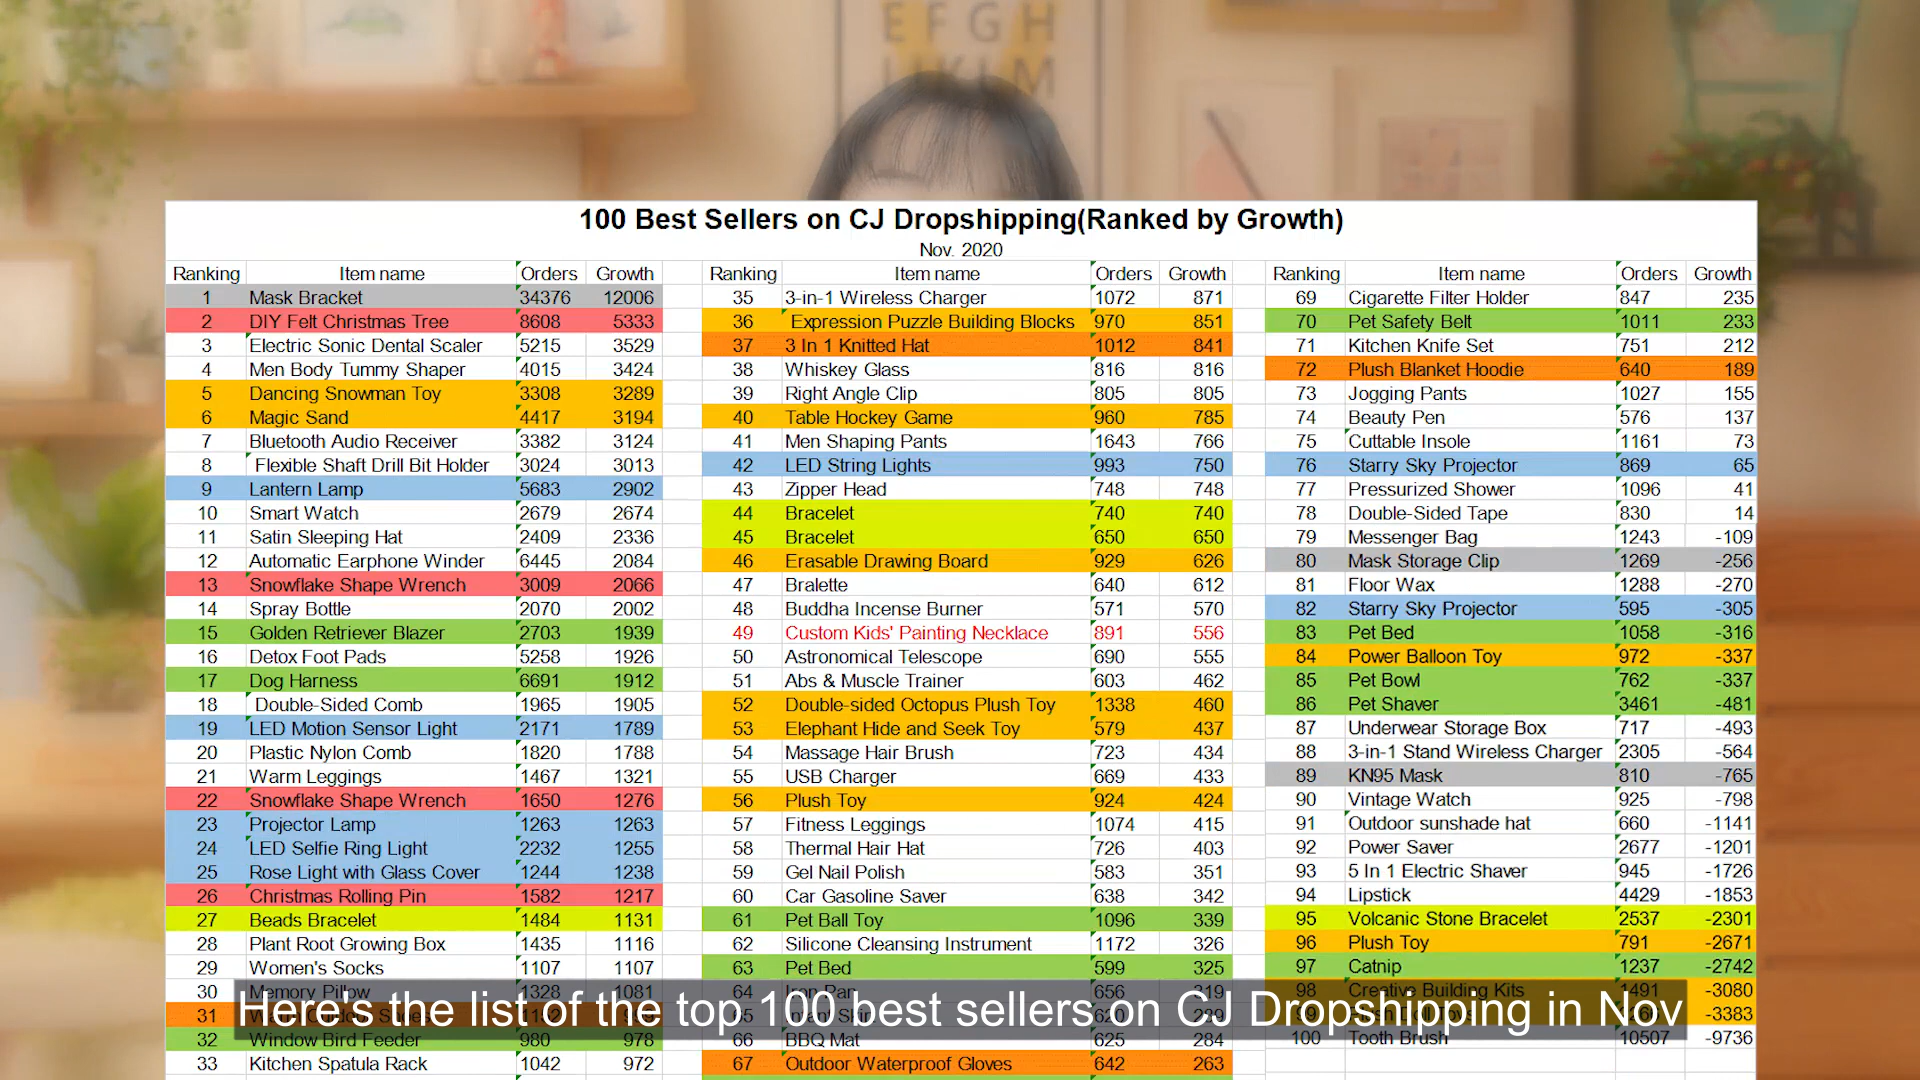 EFGH
IJKLM
100 Best Sellers on CJ Dropshipping(Ranked by Growth)
Nov. 2020
Ranking Item name Orders Growth Ranking Item name Orders Growth Ranking Item name Orders Growth
1 Mask Bracket 34376 12006 35 3-in-1 Wireless Charger 1072 871 69 Cigarette Filter Holder 847 235
2 DIY Felt Christmas Tree 8608 5333 36 Expression Puzzle Building Blocks 970 851 70 Pet Safety Belt 1011 233
3 Electric Sonic Dental Scaler 5215 3529 37 3 In 1 Knitted Hat 1012 841 71 Kitchen Knife Set 751 212
4 Men Body Tummy Shaper 4015 3424 38 Whiskey Glass 816 816 72 Plush Blanket Hoodie 640 189
5 Dancing Snowman Toy 3308 3289 39 Right Angle Clip 805 805 73 Jogging Pants 1027 155
6 Magic Sand 4417 3194 40 Table Hockey Game 960 785 74 Beauty Pen 576 137
7 Bluetooth Audio Receiver 3382 3124 41 Men Shaping Pants 1643 766 75 Cuttable Insole 1161 73
8 Flexible Shaft Drill Bit Holder 3024 3013 42 LED String Lights 993 750 76 Starry Sky Projector 869 65
9 Lantern Lamp 5683 2902 43 Zipper Head 748 748 77 Pressurized Shower 1096 41
10 Smart Watch 2679 2674 44 Bracelet 740 740 78 Double-Sided Tape 830 14
11 Satin Sleeping Hat 2409 2336 45 Bracelet 650 650 79 Messenger Bag 1243 -109
12 Automatic Earphone Winder 6445 2084 46 Erasable Drawing Board 929 626 80 Mask Storage Clip 1269 -256
13 Snowflake Shape Wrench 3009 2066 47 Bralette 640 612 81 Floor Wax 1288 -270
14 Spray Bottle 2070 2002 48 Buddha Incense Burner 571 570 82 Starry Sky Projector 595 -305
15 Golden Retriever Blazer 2703 1939 49 Custom Kids' Painting Necklace 891 556 83 Pet Bed 1058 -316
16 Detox Foot Pads 5258 1926 50 Astronomical Telescope 690 555 84 Power Balloon Toy 972 -337
17 Dog Harness 6691 1912 51 Abs & Muscle Trainer 603 462 85 Pet Bowl 762 -337
18 Double-Sided Comb 1965 1905 52 Double-sided Octopus Plush Toy 1338 460 86 Pet Shaver 3461 -481
19 LED Motion Sensor Light 2171 1789 53 Elephant Hide and Seek Toy 579 437 87 Underwear Storage Box 717 -493
20 Plastic Nylon Comb 1820 1788 54 Massage Hair Brush 723 434 88 3-in-1 Stand Wireless Charger 2305 -564
21 Warm Leggings 1467 1321 55 USB Charger 669 433 89 KN95 Mask 810 -765
22 Snowflake Shape Wrench 1650 1276 56 Plush Toy 924 424 90 Vintage Watch 925 -798
23 Projector Lamp 1263 1263 57 Fitness Leggings 1074 415 91 Outdoor sunshade hat 660 -1141
24 LED Selfie Ring Light 2232 1255 58 Thermal Hair Hat 726 403 92 Power Saver 2677 -1201
25 Rose Light with Glass Cover 1244 1238 59 Gel Nail Polish 583 351 93 5 In 1 Electric Shaver 945 -1726
26 Christmas Rolling Pin 1582 1217 60 Car Gasoline Saver 638 342 94 Lipstick 4429 -1853
27 Beads Bracelet 1484 1131 61 Pet Ball Toy 1096 339 95 Volcanic Stone Bracelet 2537 -2301
28 Plant Root Growing Box 1435 1116 62 Silicone Cleansing Instrument 1172 326 96 Plush Toy 791 -2671
29 Women's Socks 1107 1107 63 Pet Bed 599 325 97 Catnip 1237 -2742
30 Memory Pillow 1328 1081 64 Iron Pan 656 319 98 Creative Building Kits 1491 -3080
31 65 99 -3383
32 Window Bird Feeder 980 978 66 BBQ Mat 625 284 100 Tooth Brush 10507 -9736
33 Kitchen Spatula Rack 1042 972 67 Outdoor Waterproof Gloves 642 263
Here's the list of the top 100 best sellers on CJ Dropshipping in Nov